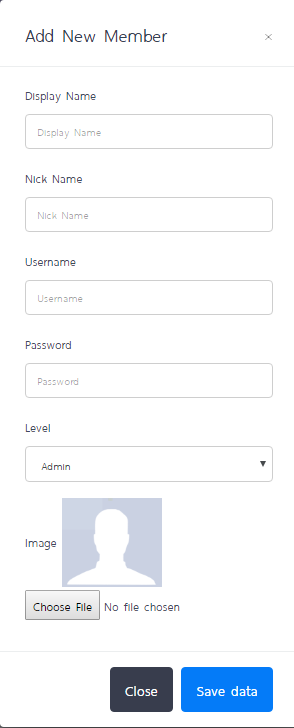 Add New Member ×
Display Name
Display Name
Nick Name
Nick Name
Username
Username
Password
Password
Level
Admin
Image
Choose File No file chosen
Close Save data